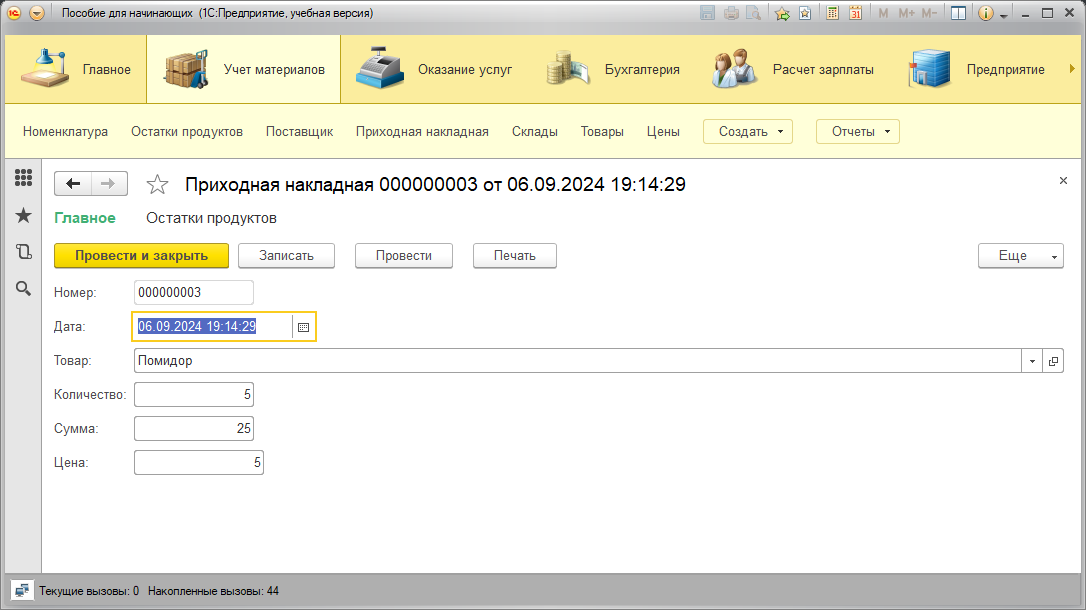 Пособие для начинающих (1С:Предприятие, учебная версия)
31 M M+ M-
Главное Учет материалов Оказание услуг Бухгалтерия Расчет зарплаты Предприятие
Номенклатура Остатки продуктов Поставщик Приходная накладная Склады Товары Цены Создать Отчеты
Приходная накладная 000000003 от 06.09.2024 19:14:29
Главное Остатки продуктов
Провести и закрыть Записать Провести Печать Еще
Номер: 000000003
Дата: 06.09.2024 19:14:29
Товар: Помидор
Количество: 5
Сумма: 25
Цена: 5
Текущие вызовы: 0 Накопленные вызовы: 44